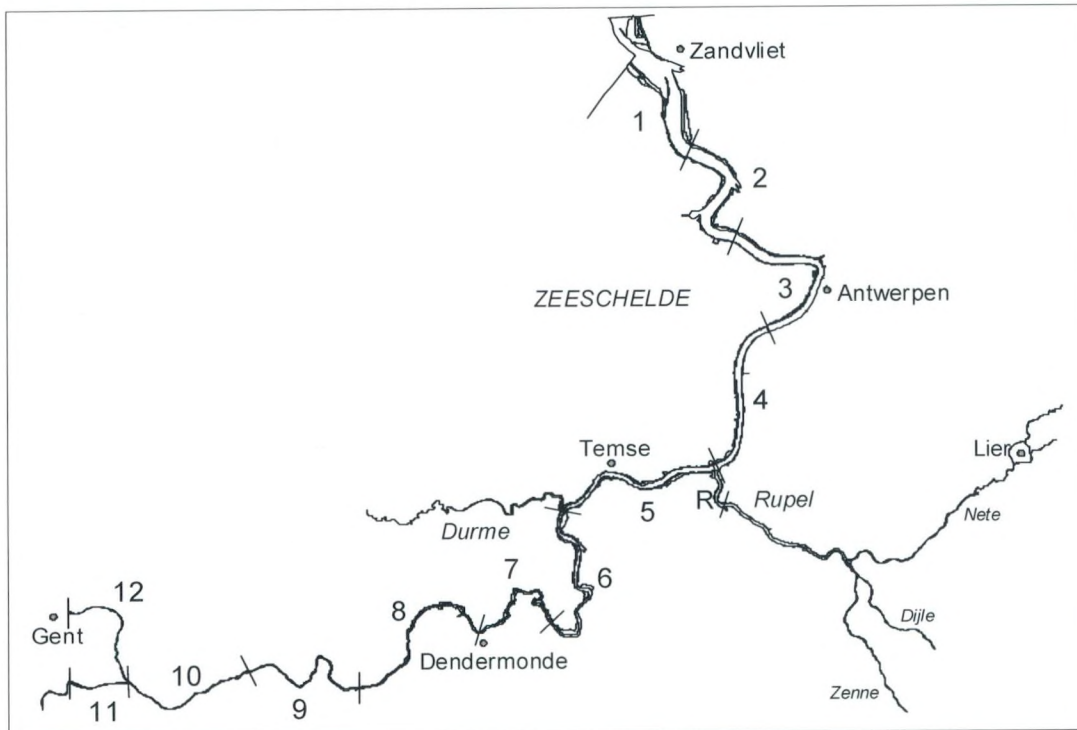 Zandvliet
1
2
ZEESCHELDE
3
Antwerpen
4
Temse
Lier
5
R
Rupel
Nete
Durme
7
6
12
8
Gent
Dendermonde
Dijle
10
9
11
Zenne